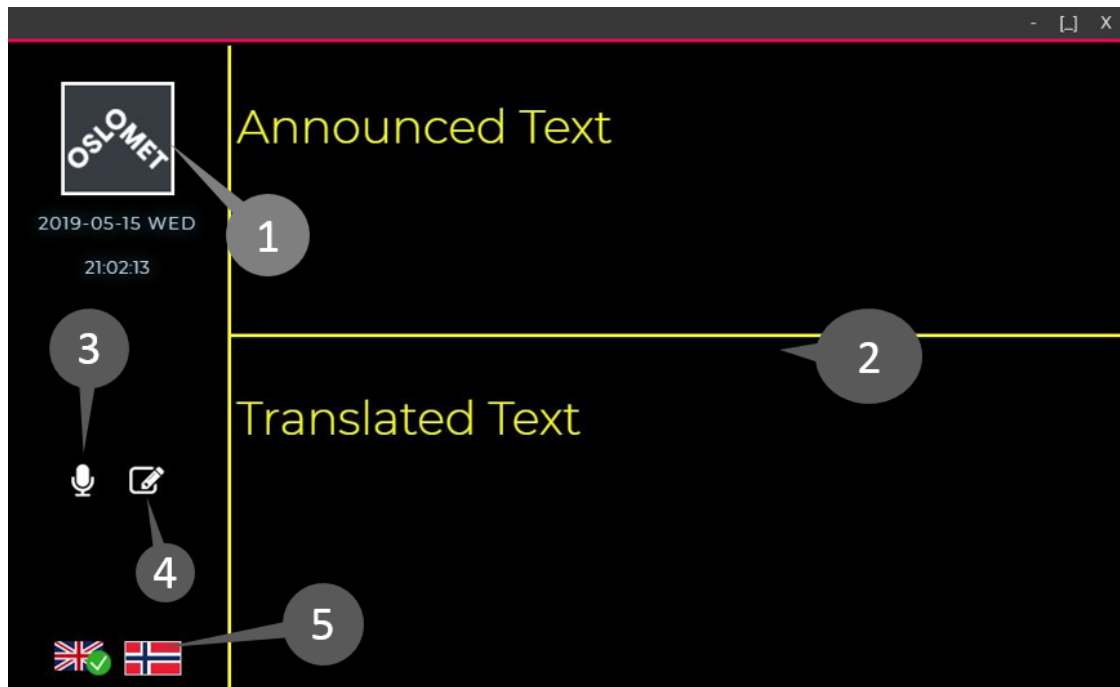 - [_] X
OSLOMET
2019-05-15 WED
21:02:13
Announced Text
1
2
3
Translated Text
4
5